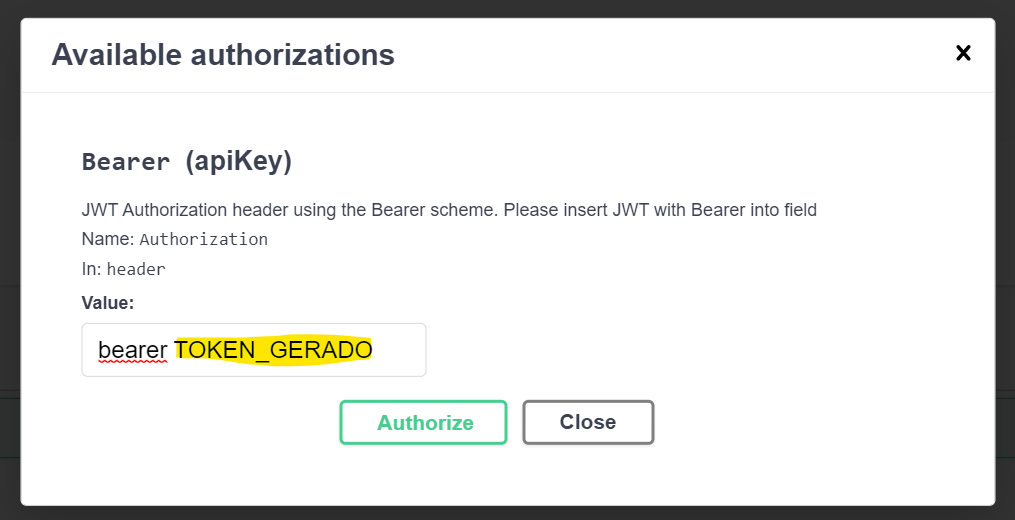 Available authorizations
Bearer (apiKey)
JWT Authorization header using the Bearer scheme. Please insert JWT with Bearer into field
Name: Authorization
In: header
Value:
bearer TOKEN_GERADO
Authorize Close